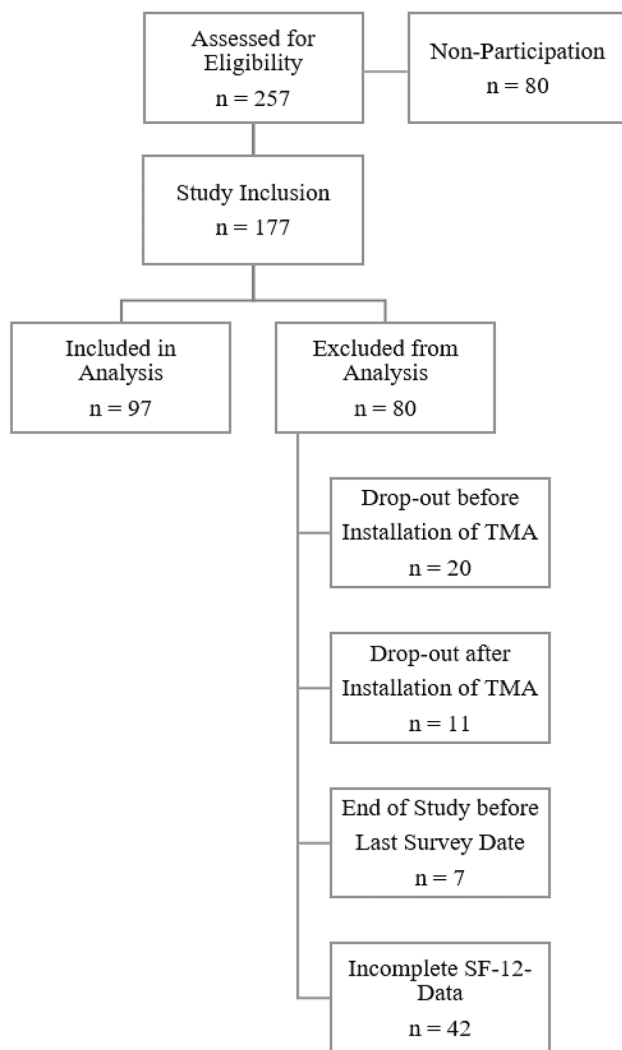 Assessed for
Eligibility
n = 257
Non-Participation
n = 80
Study Inclusion
n = 177
Included in
Analysis
n = 97
Excluded from
Analysis
n = 80
Drop-out before
Installation of TMA
n = 20
Drop-out after
Installation of TMA
n = 11
End of Study before
Last Survey Date
n = 7
Incomplete SF-12-
Data
n = 42